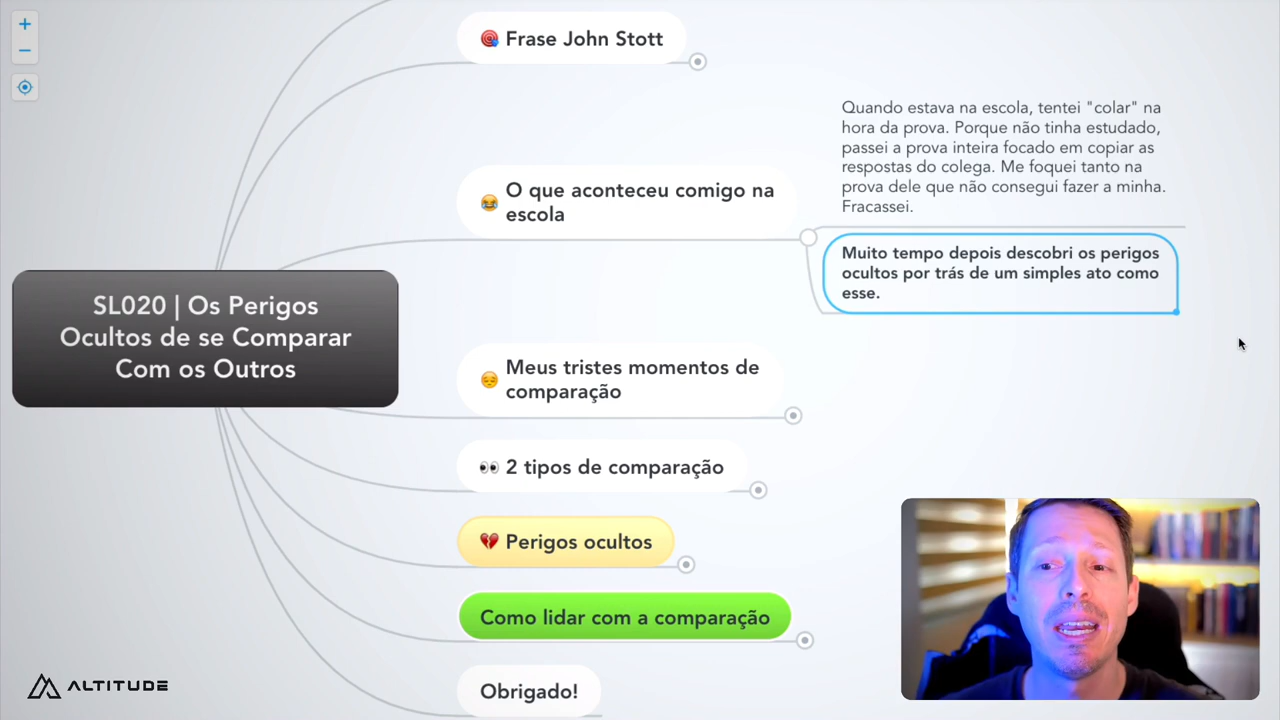 Frase John Stott
Quando estava na escola, tentei "colar" na
hora da prova. Porque não tinha estudado,
passei a prova inteira focado em copiar as
respostas do colega. Me foquei tanto na
prova dele que não consegui fazer a minha.
Fracassei.
O que aconteceu comigo na
escola
Muito tempo depois descobri os perigos
ocultos por trás de um simples ato como
esse.
SL020 | Os Perigos
Ocultos de se Comparar
Com os Outros
Meus tristes momentos de
comparação
2 tipos de comparação
Perigos ocultos
Como lidar com a comparação
Obrigado!
ALTITUDE